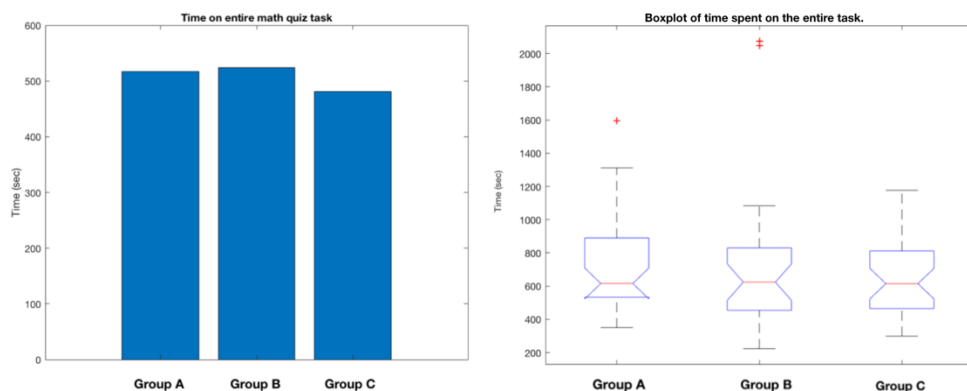 Time on entire math quiz task
600
500
400
300
200
100
0
Time (sec)
Group A Group B Group C
Boxplot of time spent on the entire task.
2000
1800
1600
1400
1200
1000
800
600
400
200
Time (sec)
Group A Group B Group C